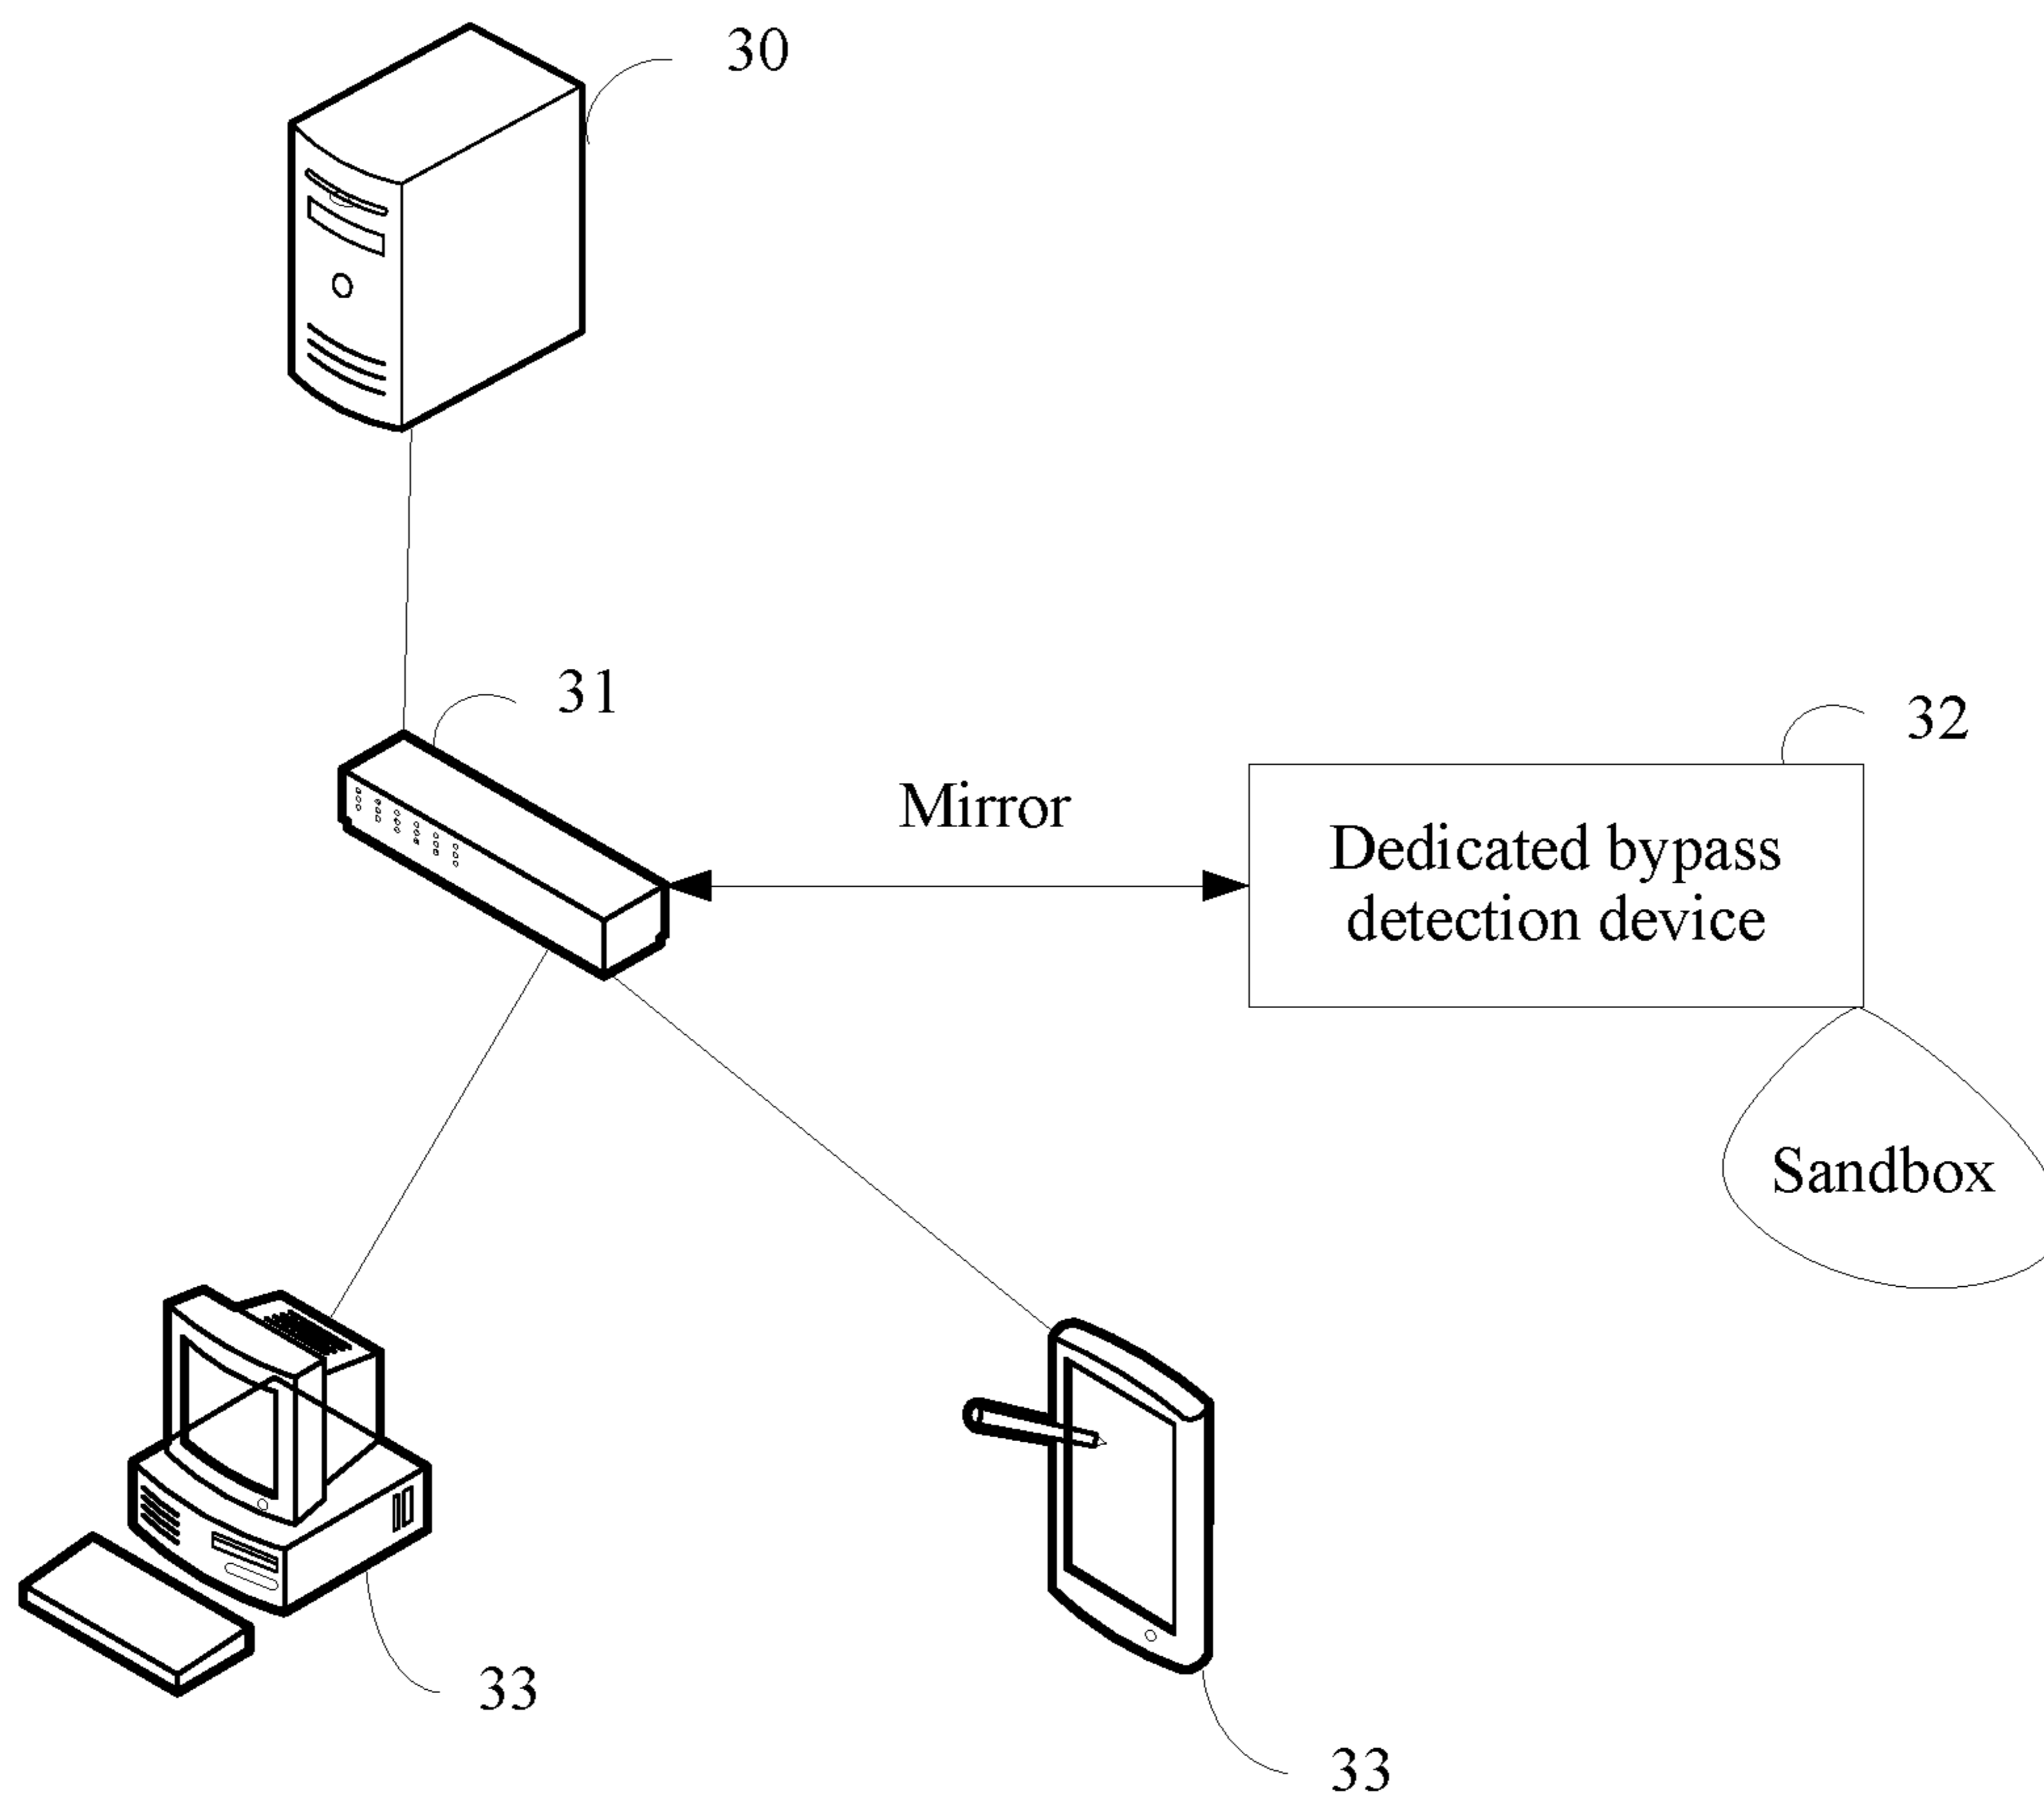 30
31
32
Mirror
Dedicated bypass
detection device
Sandbox
33
33